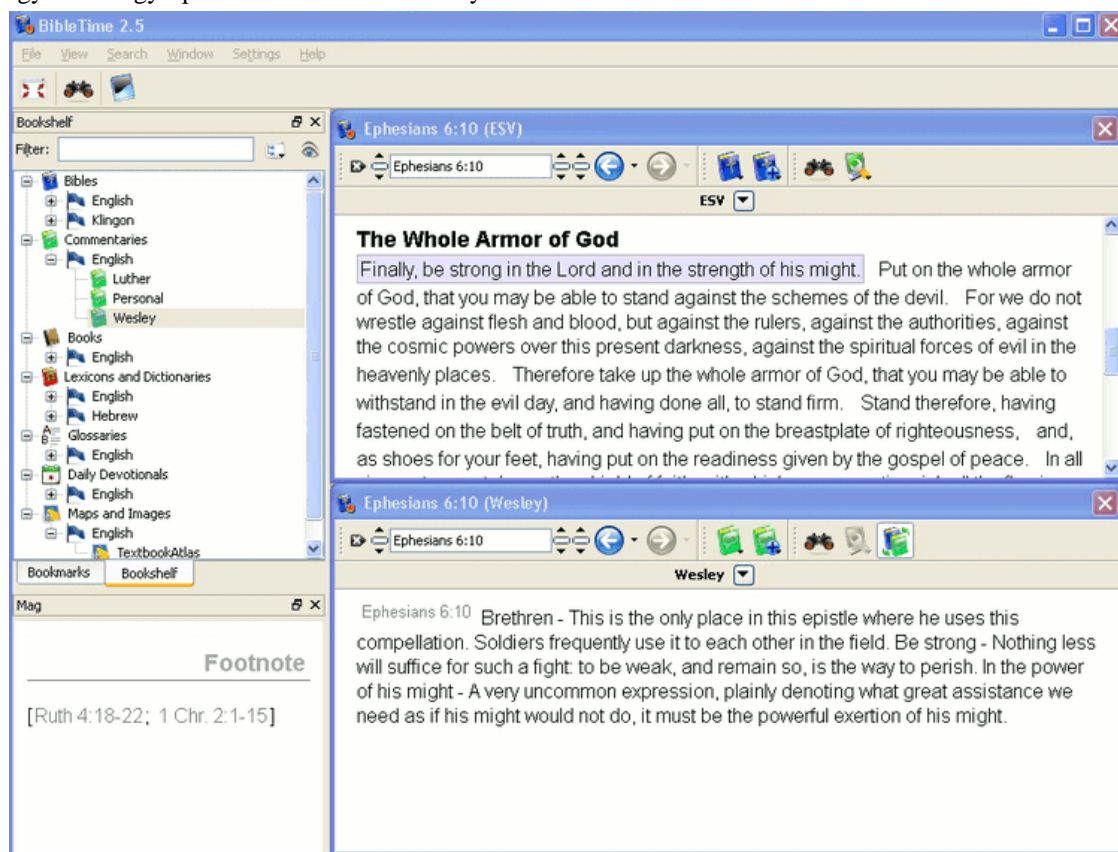 BibleTime 2.5
File View Search Window Settings Help
Bookshelf
Filter:
Bibles
English
Klingon
Commentaries
English
Luther
Personal
Wesley
Books
English
Lexicons and Dictionaries
English
Hebrew
Glossaries
English
Daily Devotionals
English
Maps and Images
English
TextbookAtlas
Bookmarks Bookshelf
Mag
Footnote
[Ruth 4:18-22; 1 Chr. 2:1-15]
Ephesians 6:10 (ESV)
Ephesians 6:10
ESV
The Whole Armor of God
Finally, be strong in the Lord and in the strength of his might. Put on the whole armor
of God, that you may be able to stand against the schemes of the devil. For we do not
wrestle against flesh and blood, but against the rulers, against the authorities, against
the cosmic powers over this present darkness, against the spiritual forces of evil in the
heavenly places. Therefore take up the whole armor of God, that you may be able to
withstand in the evil day, and having done all, to stand firm. Stand therefore, having
fastened on the belt of truth, and having put on the breastplate of righteousness, and,
as shoes for your feet, having put on the readiness given by the gospel of peace. In all
Ephesians 6:10 (Wesley)
Ephesians 6:10
Wesley
Ephesians 6:10 Brethren - This is the only place in this epistle where he uses this
compellation. Soldiers frequently use it to each other in the field. Be strong - Nothing less
will suffice for such a fight: to be weak, and remain so, is the way to perish. In the power
of his might - A very uncommon expression, plainly denoting what great assistance we
need as if his might would not do, it must be the powerful exertion of his might.